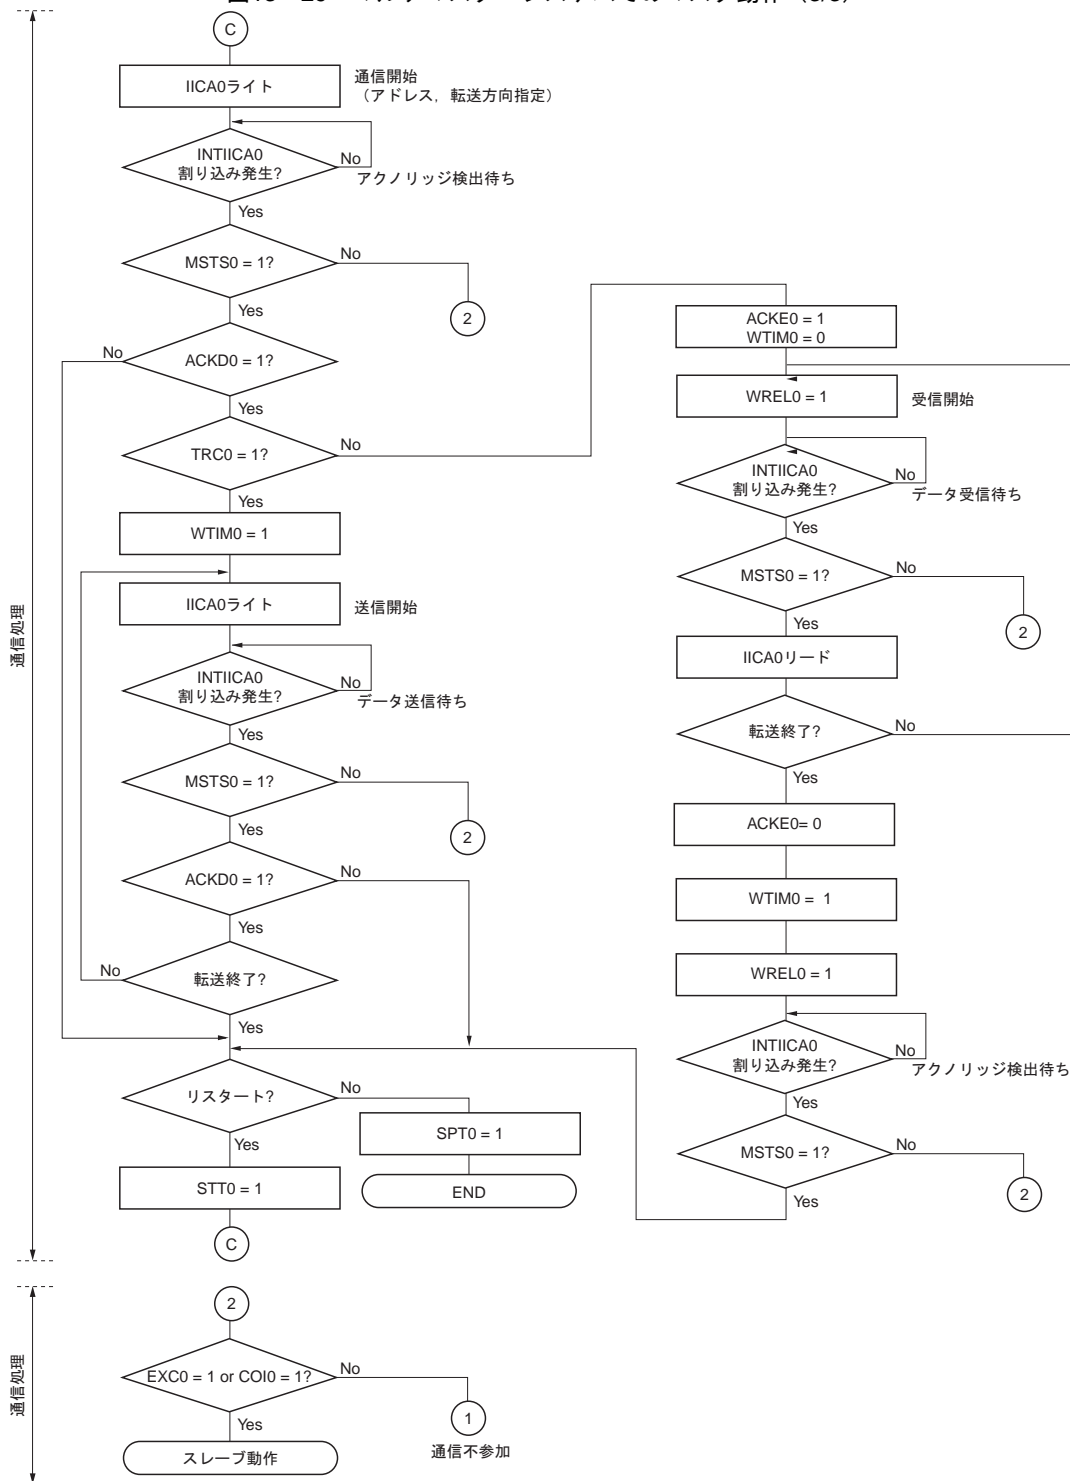 C
IICA0ライト
通信開始
（アドレス，転送方向指定）
INTIICA0
割り込み発生?
No
アクノリッジ検出待ち
Yes
MSTS0 = 1?
No
2
Yes
ACKD0 = 1?
No
Yes
TRC0 = 1?
No
Yes
WTIM0 = 1
IICA0ライト
送信開始
INTIICA0
割り込み発生?
No
データ送信待ち
Yes
MSTS0 = 1?
No
2
Yes
ACKD0 = 1?
No
Yes
転送終了?
No
Yes
リスタート?
No
SPT0 = 1
END
Yes
STT0 = 1
C
ACKE0 = 1
WTIM0 = 0
WREL0 = 1
受信開始
INTIICA0
割り込み発生?
No
データ受信待ち
Yes
MSTS0 = 1?
No
2
Yes
IICA0リード
転送終了?
No
Yes
ACKE0= 0
WTIM0 = 1
WREL0 = 1
INTIICA0
割り込み発生?
No
アクノリッジ検出待ち
Yes
MSTS0 = 1?
No
2
Yes
通信処理
2
EXC0 = 1 or COI0 = 1?
No
1
通信不参加
Yes
スレーブ動作
通信処理